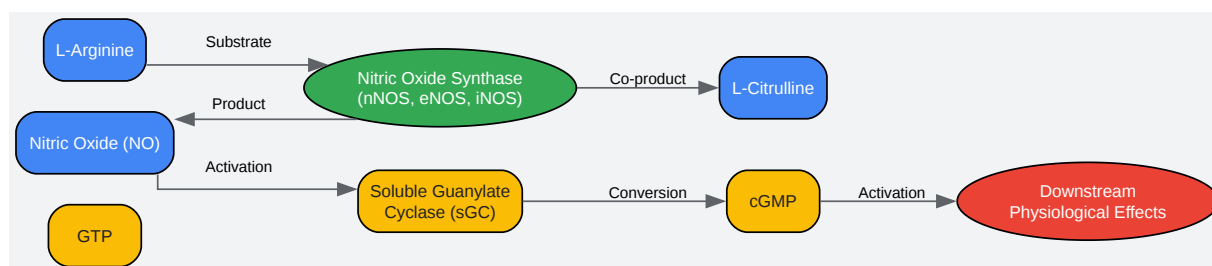 L-Arginine
Substrate
Nitric Oxide Synthase
(nNOS, eNOS, iNOS)
Co-product
L-Citrulline
Product
Nitric Oxide (NO)
Activation
Soluble Guanylate
Cyclase (sGC)
Conversion
cGMP
Activation
Downstream
Physiological Effects
GTP